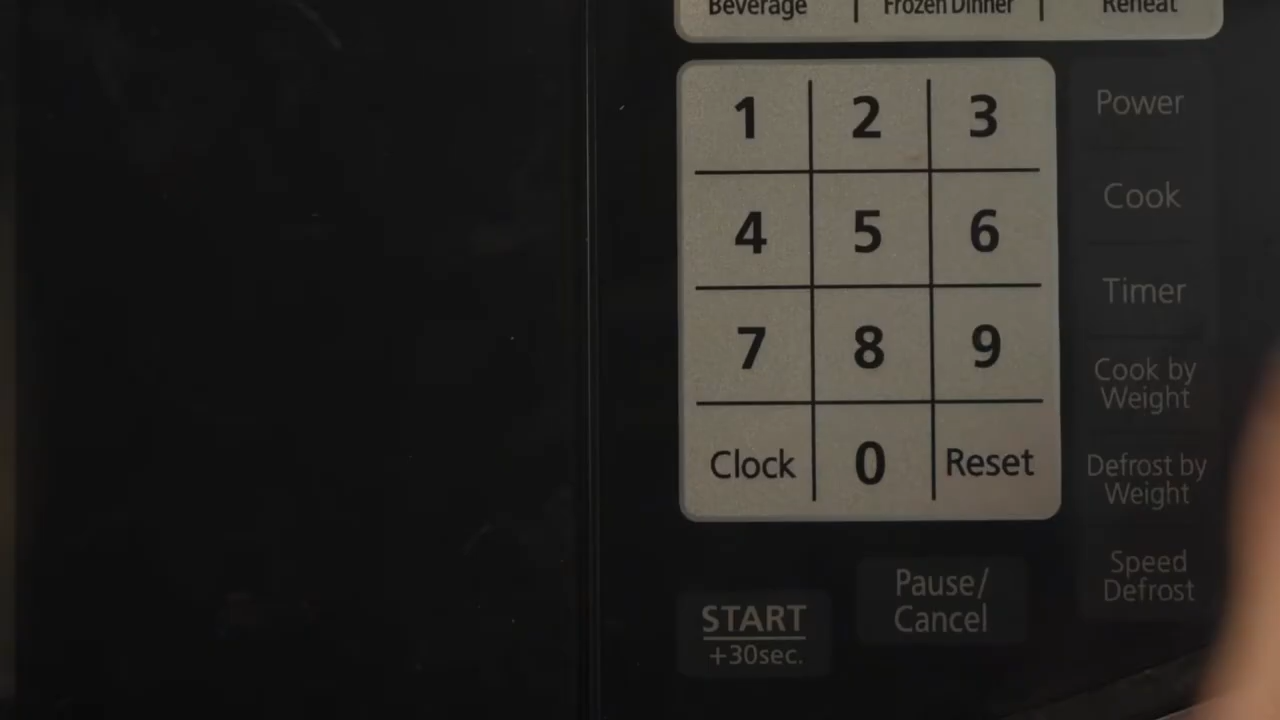 Beverage Frozen Dinner Reheat
1 2 3 Power
4 5 6 Cook
Timer
7 8 9 Cook by
Weight
Clock 0 Reset Defrost by
Weight
Speed
Defrost
Pause/
Cancel
START
+30sec.